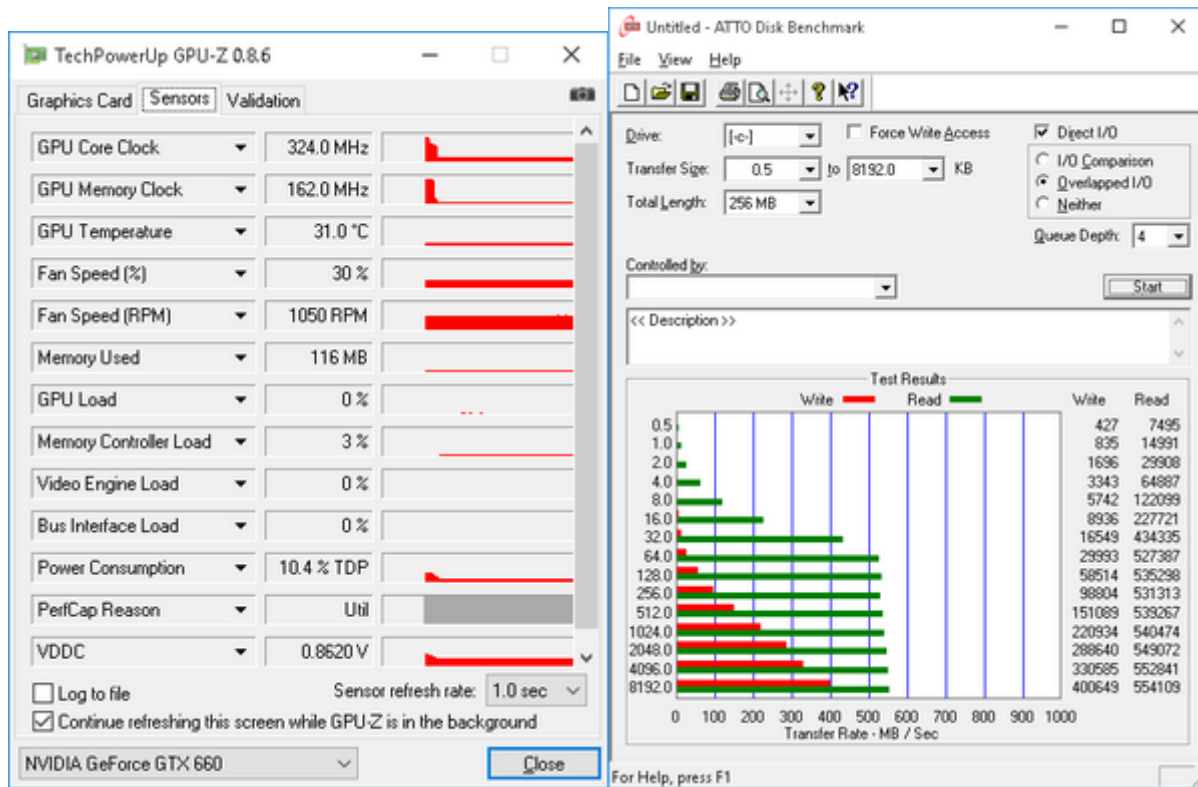 TechPowerUp GPU-Z 0.8.6
Graphics Card Sensors Validation
GPU Core Clock 324.0 MHz
GPU Memory Clock 162.0 MHz
GPU Temperature 31.0 °C
Fan Speed (%) 30 %
Fan Speed (RPM) 1050 RPM
Memory Used 116 MB
GPU Load 0 %
Memory Controller Load 3 %
Video Engine Load 0 %
Bus Interface Load 0 %
Power Consumption 10.4 % TDP
PerfCap Reason Util
VDDC 0.8620 V
Log to file Sensor refresh rate: 1.0 sec
Continue refreshing this screen while GPU-Z is in the background
NVIDIA GeForce GTX 660 Close
Untitled - ATTO Disk Benchmark
File View Help
Drive: [-c-] Force Write Access Direct I/O
Transfer Size: 0.5 to 8192.0 KB I/O Comparison
Overlapped I/O
Total Length: 256 MB Neither
Queue Depth: 4
Controlled by:
Start
<< Description >>
Test Results
Write Read Write Read
0.5 427 7495
1.0 835 14991
2.0 1696 29908
4.0 3343 64887
8.0 5742 122099
16.0 8936 227721
32.0 16549 434335
64.0 29993 527387
128.0 58514 535298
256.0 98804 531313
512.0 151089 539267
1024.0 220934 540474
2048.0 288640 549072
4096.0 330585 552841
8192.0 400649 554109
0 100 200 300 400 500 600 700 800 900 1000
Transfer Rate - MB / Sec
For Help, press F1